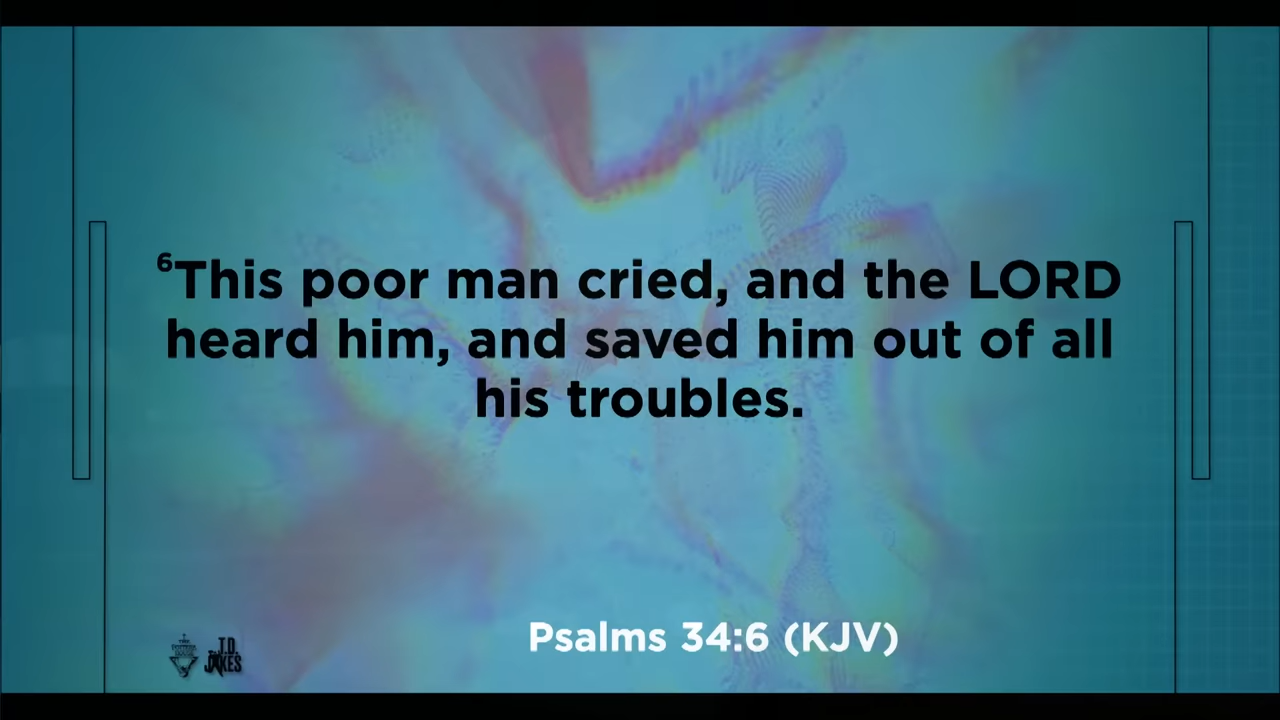 ⁶This poor man cried, and the LORD
heard him, and saved him out of all
his troubles.
Psalms 34:6 (KJV)
T.D.
JAKES